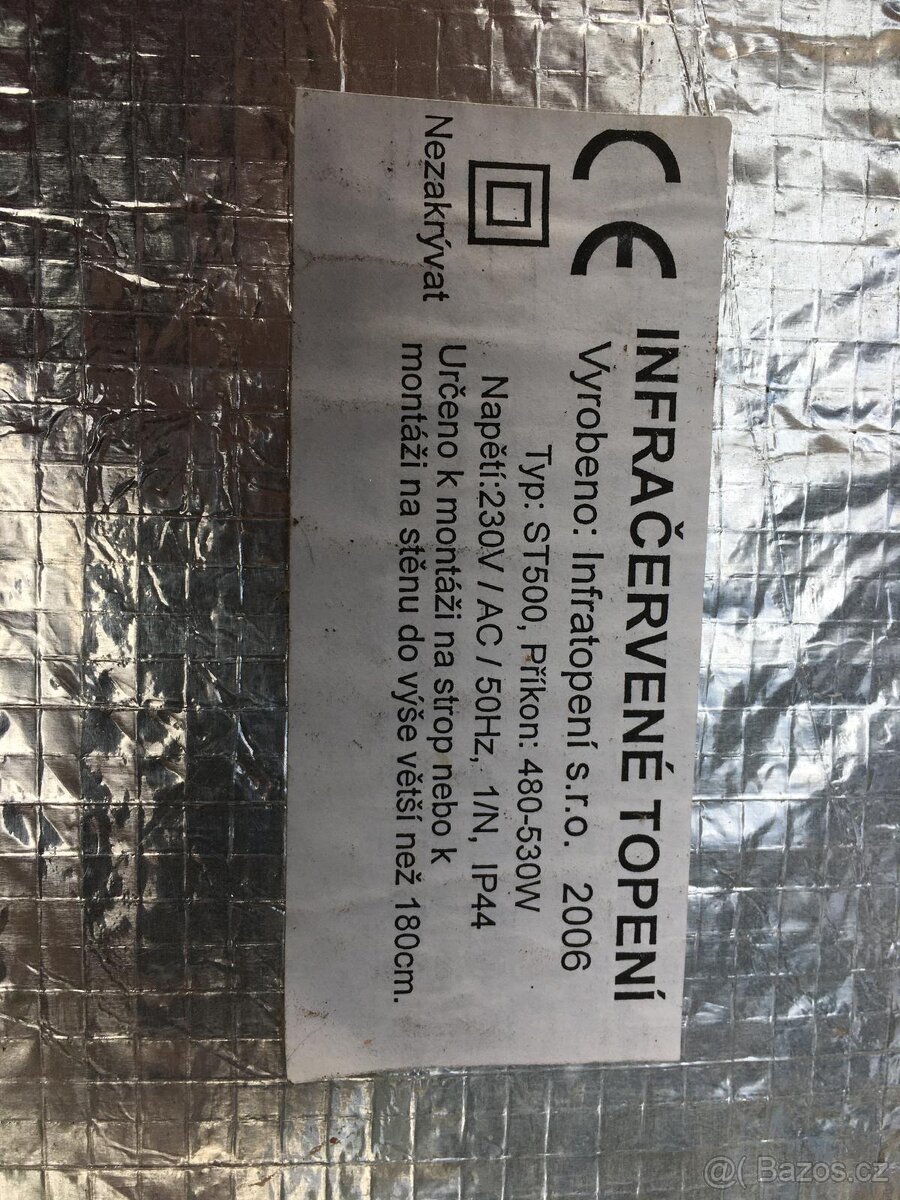 CE INFRAČERVENÉ TOPENÍ
Vyrobeno: Infratopení s.r.o. 2006
Typ: ST500, Příkon: 480-530W
Napětí:230V / AC / 50Hz, 1/N, IP44
Nezakrývat
Určeno k montáži na strop nebo k
montáži na stěnu do výše větší než 180cm.
@( Bazos.cz